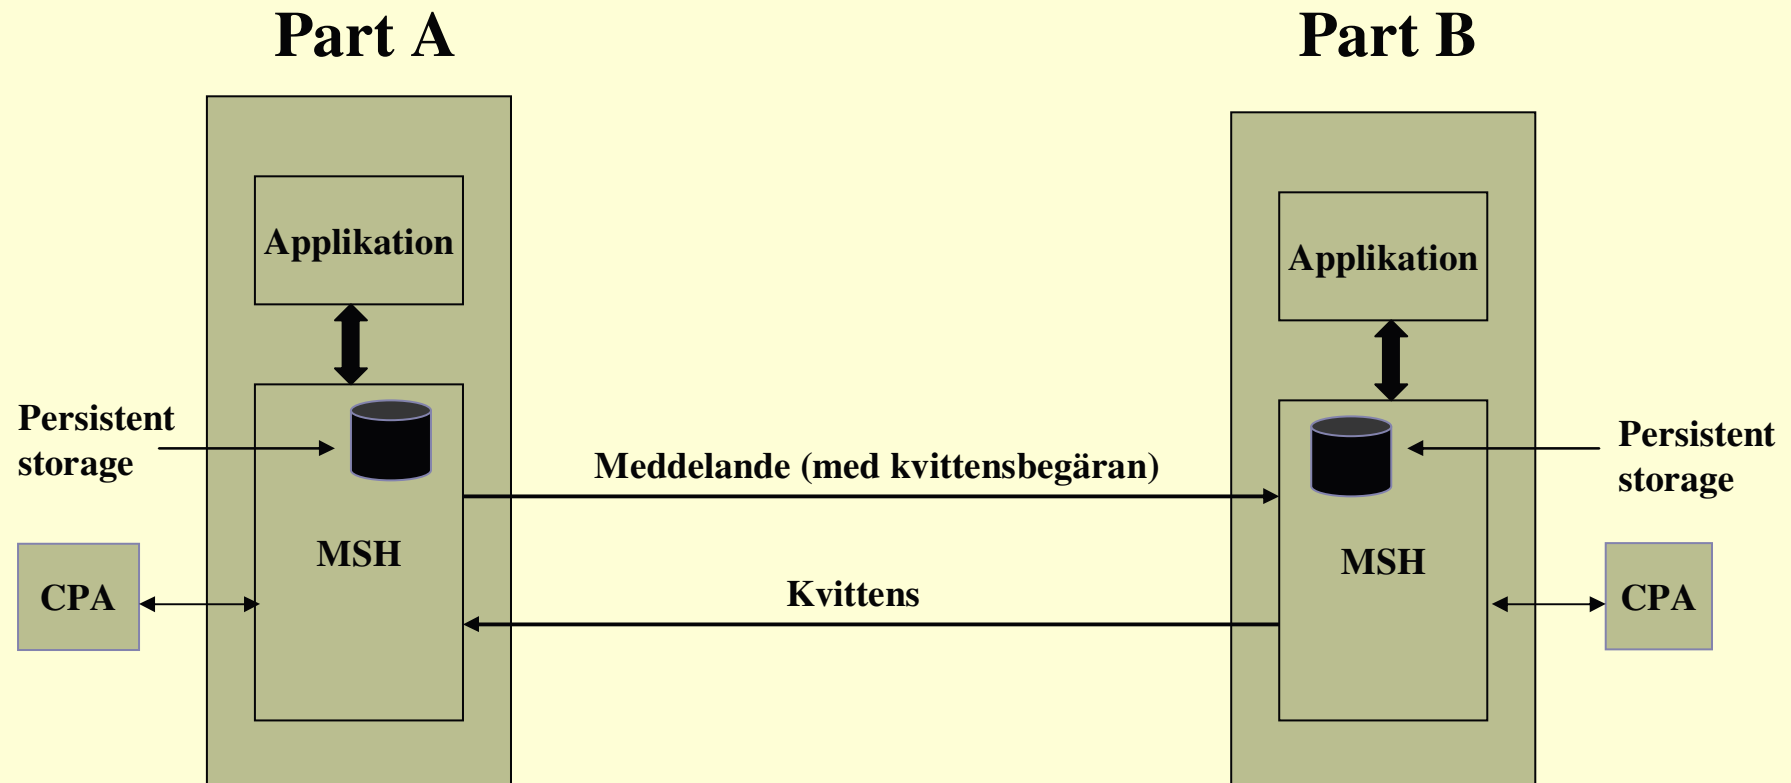 Part A
Part B
Applikation
Applikation
Persistent
storage
Persistent
storage
Meddelande (med kvittensbegäran)
MSH
MSH
CPA
Kvittens
CPA